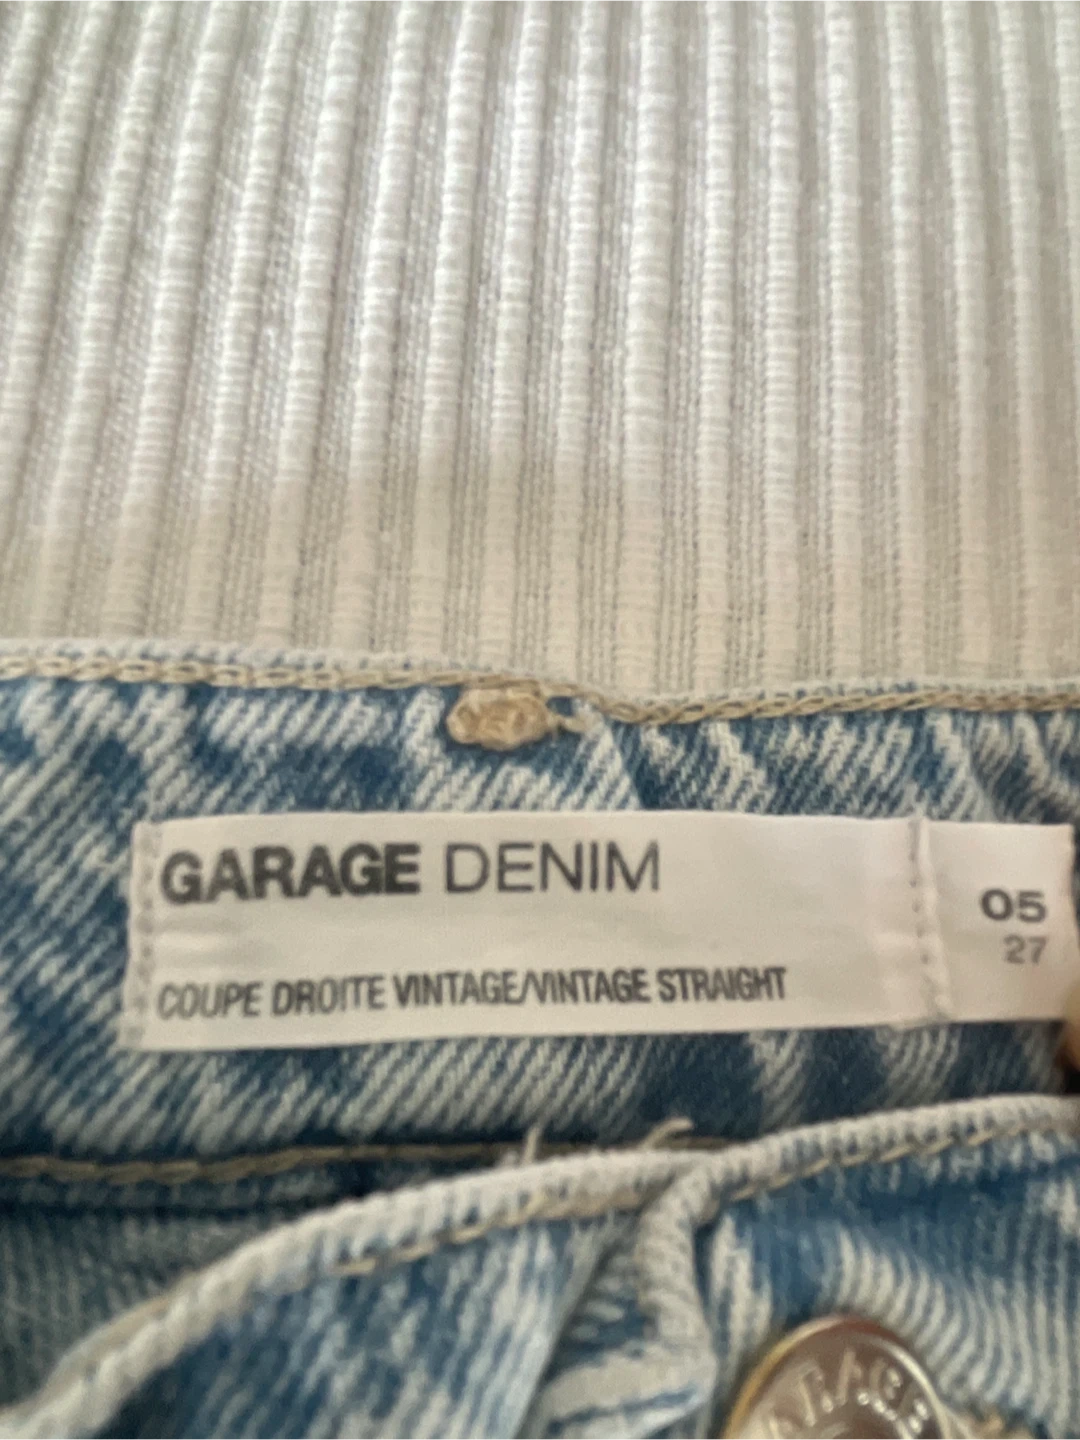 GARAGE DENIM
05
27
COUPE DROITE VINTAGE/VINTAGE STRAIGHT